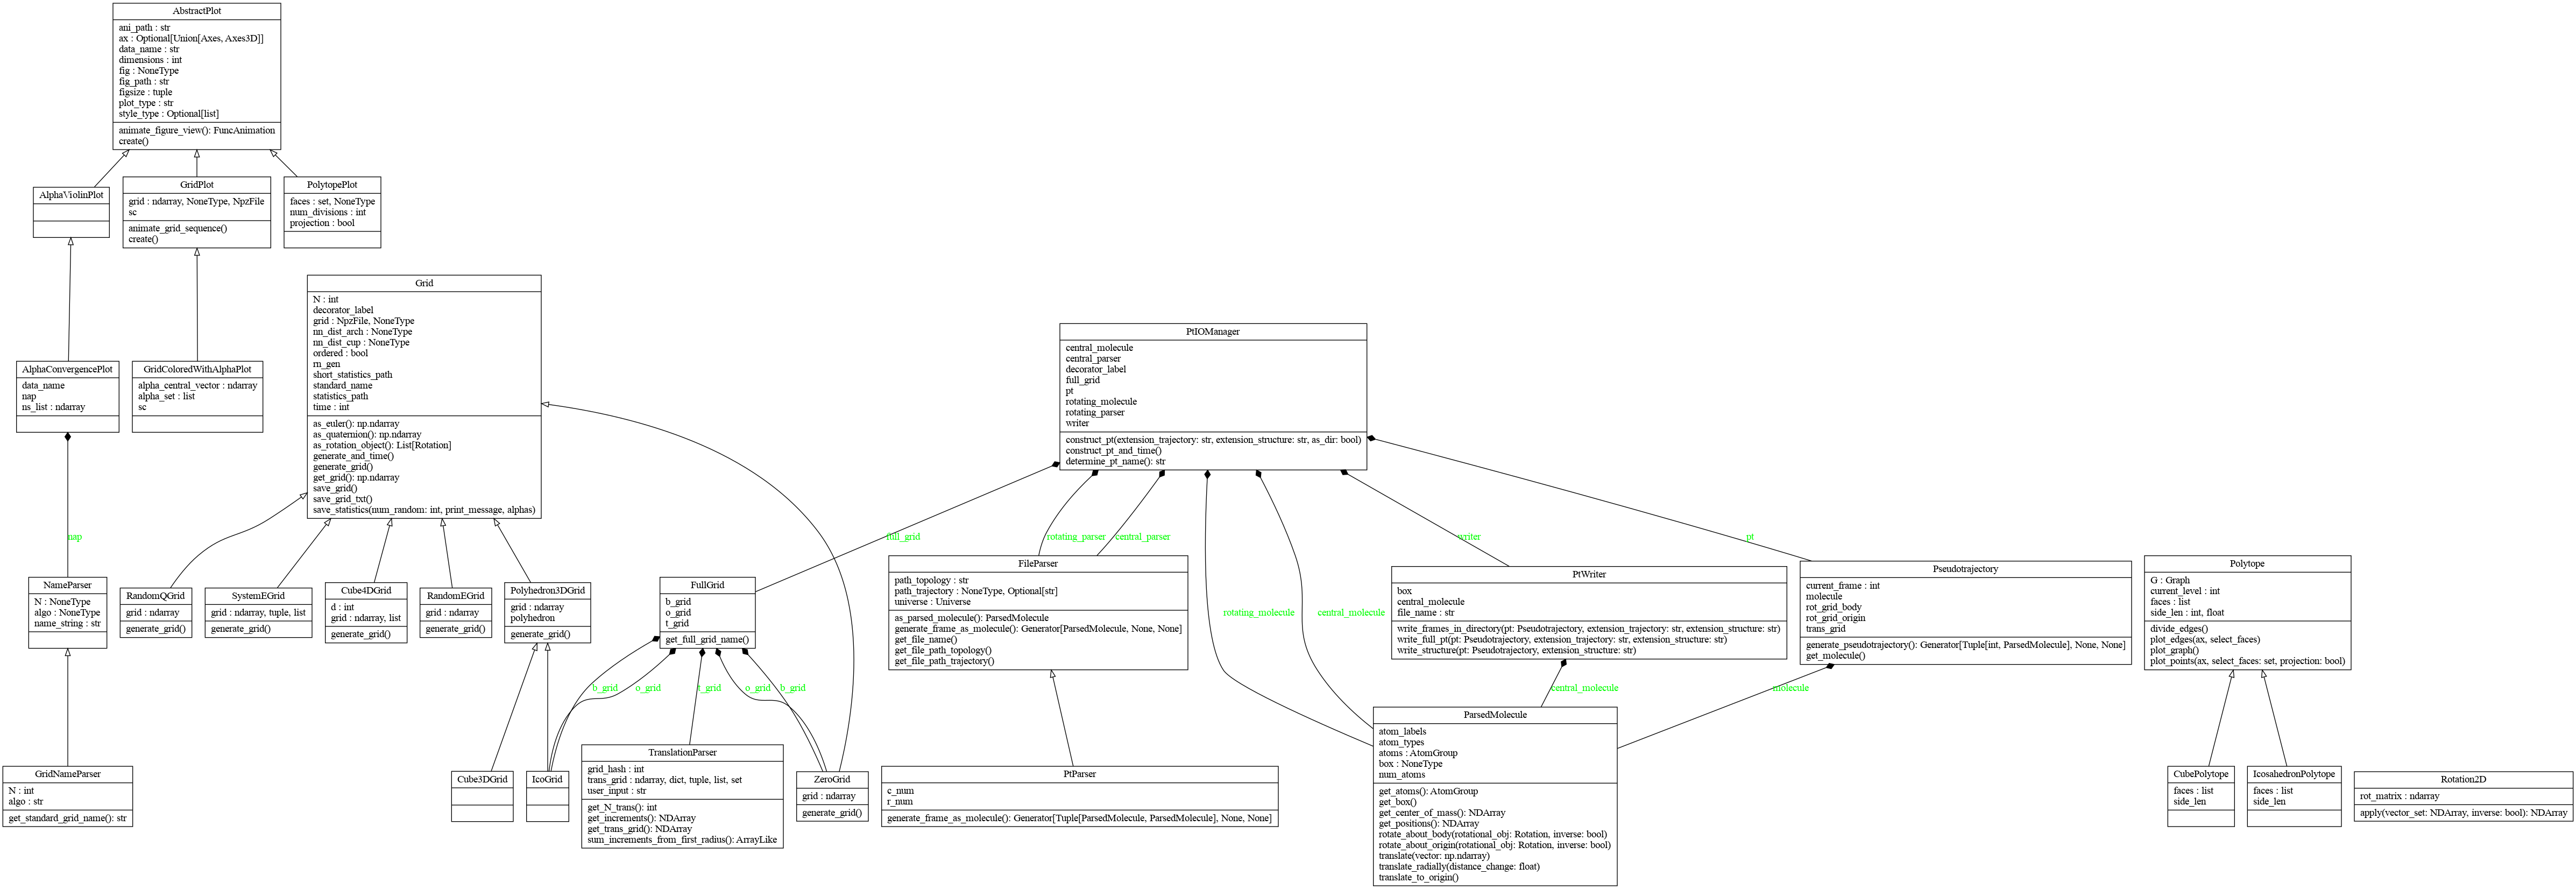 AbstractPlot
ani_path : str
ax : Optional[Union[Axes, Axes3D]]
data_name : str
dimensions : int
fig : NoneType
fig_path : str
figsize : tuple
plot_type : str
style_type : Optional[list]
animate_figure_view(): FuncAnimation
create()
AlphaViolinPlot
GridPlot
grid : ndarray, NoneType, NpzFile
sc
animate_grid_sequence()
create()
PolytopePlot
faces : set, NoneType
num_divisions : int
projection : bool
AlphaConvergencePlot
data_name
nap
ns_list : ndarray
GridColoredWithAlphaPlot
alpha_central_vector : ndarray
alpha_set : list
sc
Grid
N : int
decorator_label
grid : NpzFile, NoneType
nn_dist_arch : NoneType
nn_dist_cup : NoneType
ordered : bool
rn_gen
short_statistics_path
standard_name
statistics_path
time : int
as_euler(): np.ndarray
as_quaternion(): np.ndarray
as_rotation_object(): List[Rotation]
generate_and_time()
generate_grid()
get_grid(): np.ndarray
save_grid()
save_grid_txt()
save_statistics(num_random: int, print_message, alphas)
PtIOManager
central_molecule
central_parser
decorator_label
full_grid
pt
rotating_molecule
rotating_parser
writer
construct_pt(extension_trajectory: str, extension_structure: str, as_dir: bool)
construct_pt_and_time()
determine_pt_name(): str
nap
full_grid
rotating_parser
central_parser
writer
pt
NameParser
N : NoneType
algo : NoneType
name_string : str
RandomQGrid
grid : ndarray
generate_grid()
SystemEGrid
grid : ndarray, tuple, list
generate_grid()
Cube4DGrid
d : int
grid : ndarray, list
generate_grid()
RandomEGrid
grid : ndarray
generate_grid()
Polyhedron3DGrid
grid : ndarray
polyhedron
generate_grid()
FullGrid
b_grid
o_grid
t_grid
get_full_grid_name()
FileParser
path_topology : str
path_trajectory : NoneType, Optional[str]
universe : Universe
as_parsed_molecule(): ParsedMolecule
generate_frame_as_molecule(): Generator[ParsedMolecule, None, None]
get_file_name()
get_file_path_topology()
get_file_path_trajectory()
rotating_molecule
central_molecule
PtWriter
box
central_molecule
file_name : str
write_frames_in_directory(pt: Pseudotrajectory, extension_trajectory: str, extension_structure: str)
write_full_pt(pt: Pseudotrajectory, extension_trajectory: str, extension_structure: str)
write_structure(pt: Pseudotrajectory, extension_structure: str)
Pseudotrajectory
current_frame : int
molecule
rot_grid_body
rot_grid_origin
trans_grid
generate_pseudotrajectory(): Generator[Tuple[int, ParsedMolecule], None, None]
get_molecule()
Polytope
G : Graph
current_level : int
faces : list
side_len : int, float
divide_edges()
plot_edges(ax, select_faces)
plot_graph()
plot_points(ax, select_faces: set, projection: bool)
b_grid
o_grid
t_grid
o_grid
b_grid
central_molecule
molecule
GridNameParser
N : int
algo : str
get_standard_grid_name(): str
Cube3DGrid
IcoGrid
TranslationParser
grid_hash : int
trans_grid : ndarray, dict, tuple, list, set
user_input : str
get_N_trans(): int
get_increments(): NDArray
get_trans_grid(): NDArray
sum_increments_from_first_radius(): ArrayLike
ZeroGrid
grid : ndarray
generate_grid()
PtParser
c_num
r_num
generate_frame_as_molecule(): Generator[Tuple[ParsedMolecule, ParsedMolecule], None, None]
ParsedMolecule
atom_labels
atom_types
atoms : AtomGroup
box : NoneType
num_atoms
get_atoms(): AtomGroup
get_box()
get_center_of_mass(): NDArray
get_positions(): NDArray
rotate_about_body(rotational_obj: Rotation, inverse: bool)
rotate_about_origin(rotational_obj: Rotation, inverse: bool)
translate(vector: np.ndarray)
translate_radially(distance_change: float)
translate_to_origin()
CubePolytope
faces : list
side_len
IcosahedronPolytope
faces : list
side_len
Rotation2D
rot_matrix : ndarray
apply(vector_set: NDArray, inverse: bool): NDArray